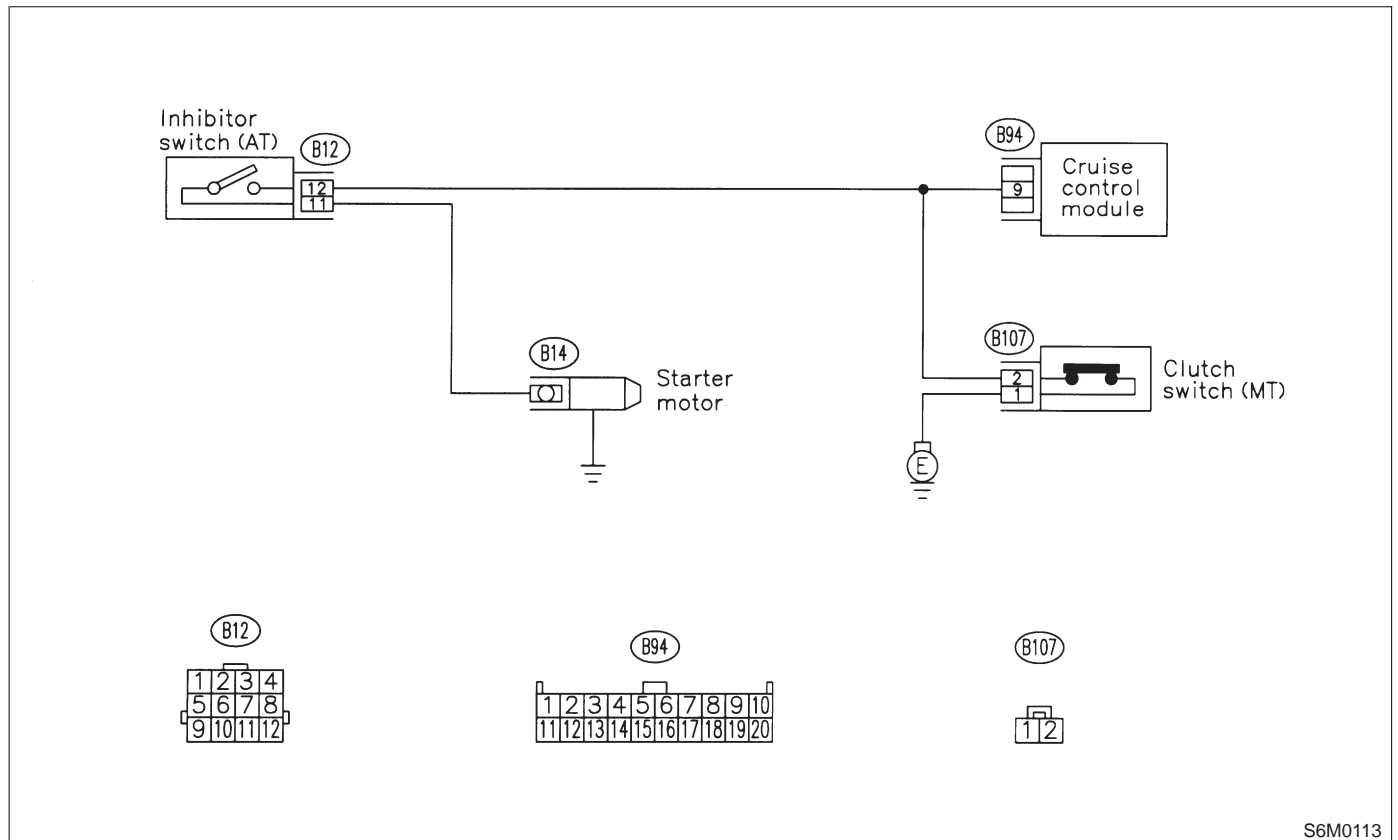 Inhibitor
switch (AT)
B12
12
11
B94
9
Cruise
control
module
B14
Starter
motor
B107
2
1
Clutch
switch (MT)
E
B12
1 2 3 4
5 6 7 8
9 10 11 12
B94
1 2 3 4 5 6 7 8 9 10
11 12 13 14 15 16 17 18 19 20
B107
1 2
S6M0113